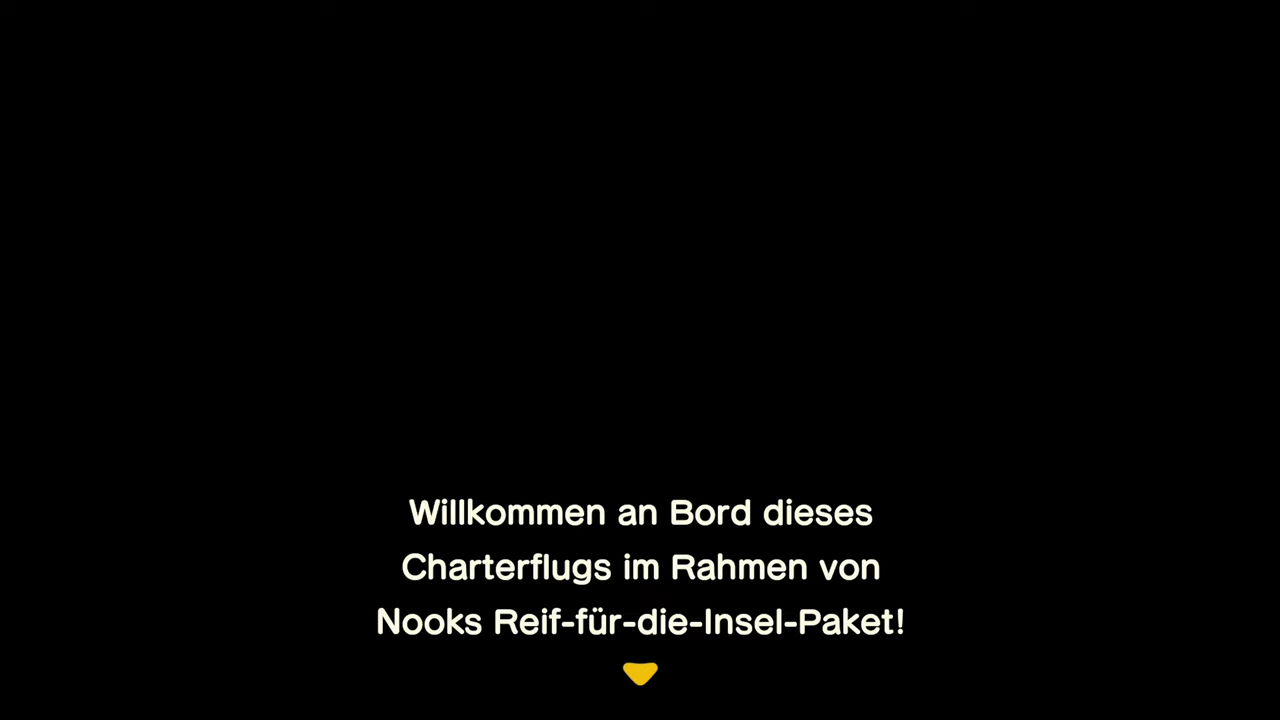 Willkommen an Bord dieses
Charterflugs im Rahmen von
Nooks Reif-für-die-Insel-Paket!